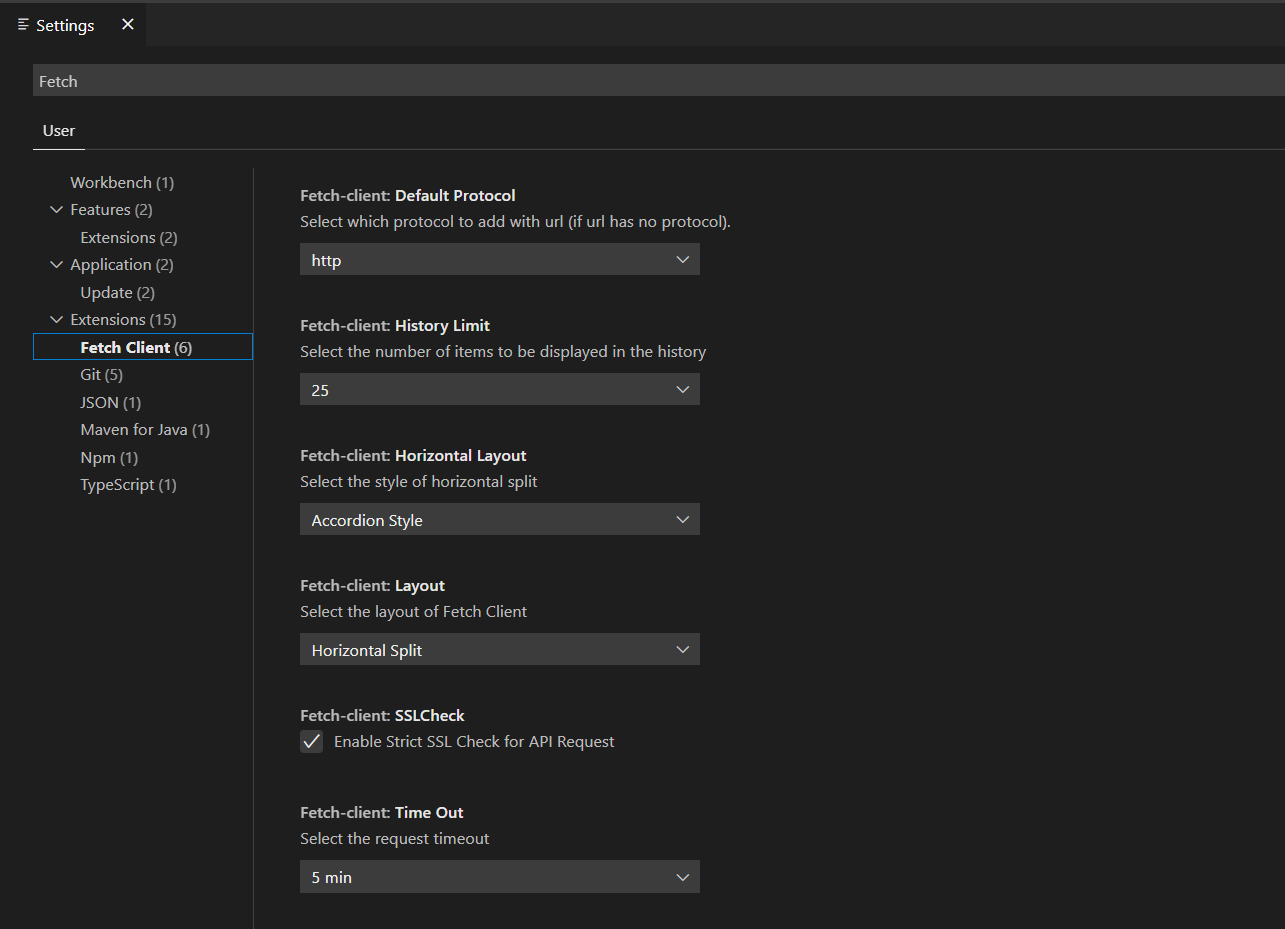 Settings
Fetch
User
Workbench (1)
Features (2)
Extensions (2)
Application (2)
Update (2)
Extensions (15)
Fetch Client (6)
Git (5)
JSON (1)
Maven for Java (1)
Npm (1)
TypeScript (1)
Fetch-client: Default Protocol
Select which protocol to add with url (if url has no protocol).
http
Fetch-client: History Limit
Select the number of items to be displayed in the history
25
Fetch-client: Horizontal Layout
Select the style of horizontal split
Accordion Style
Fetch-client: Layout
Select the layout of Fetch Client
Horizontal Split
Fetch-client: SSLCheck
Enable Strict SSL Check for API Request
Fetch-client: Time Out
Select the request timeout
5 min